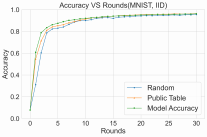 Accuracy VS Rounds(MNIST, IID)
1.0
0.8
0.6
0.4
0.2
0.0
Accuracy
Random
Public Table
Model Accuracy
0 5 10 15 20 25 30
Rounds